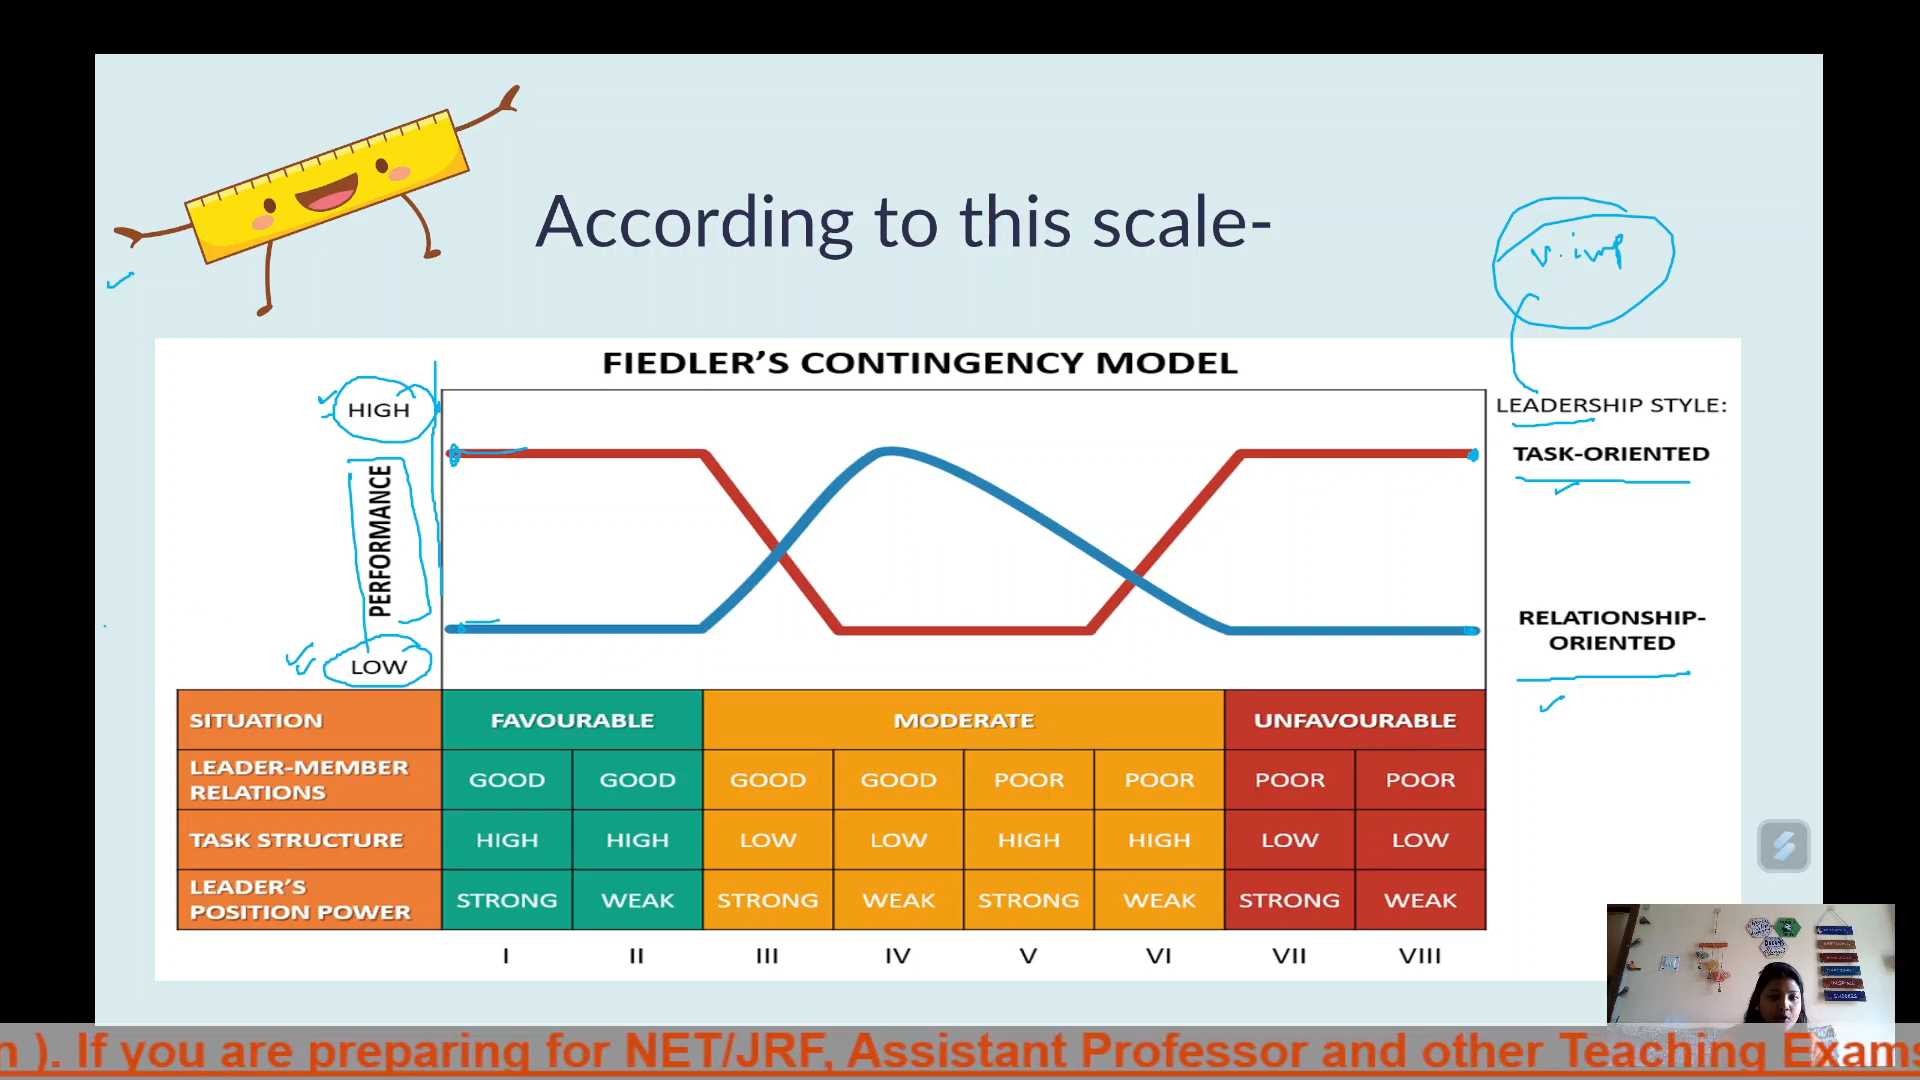 According to this scale-
v. imp
FIEDLER'S CONTINGENCY MODEL
HIGH
PERFORMANCE
LOW
LEADERSHIP STYLE:
TASK-ORIENTED
RELATIONSHIP-
ORIENTED
SITUATION FAVOURABLE MODERATE UNFAVOURABLE
LEADER-MEMBER
RELATIONS GOOD GOOD GOOD GOOD POOR POOR POOR POOR
TASK STRUCTURE HIGH HIGH LOW LOW HIGH HIGH LOW LOW
LEADER'S
POSITION POWER STRONG WEAK STRONG WEAK STRONG WEAK STRONG WEAK
I II III IV V VI VII VIII
n ). If you are preparing for NET/JRF, Assistant Professor and other Teaching Exams